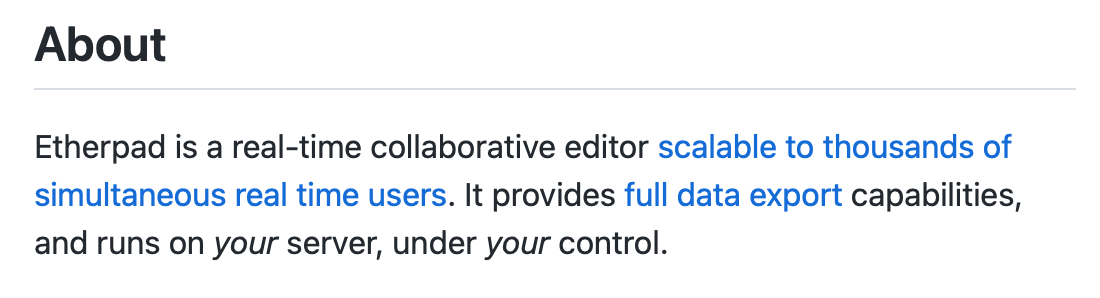 About
Etherpad is a real-time collaborative editor scalable to thousands of
simultaneous real time users. It provides full data export capabilities,
and runs on your server, under your control.